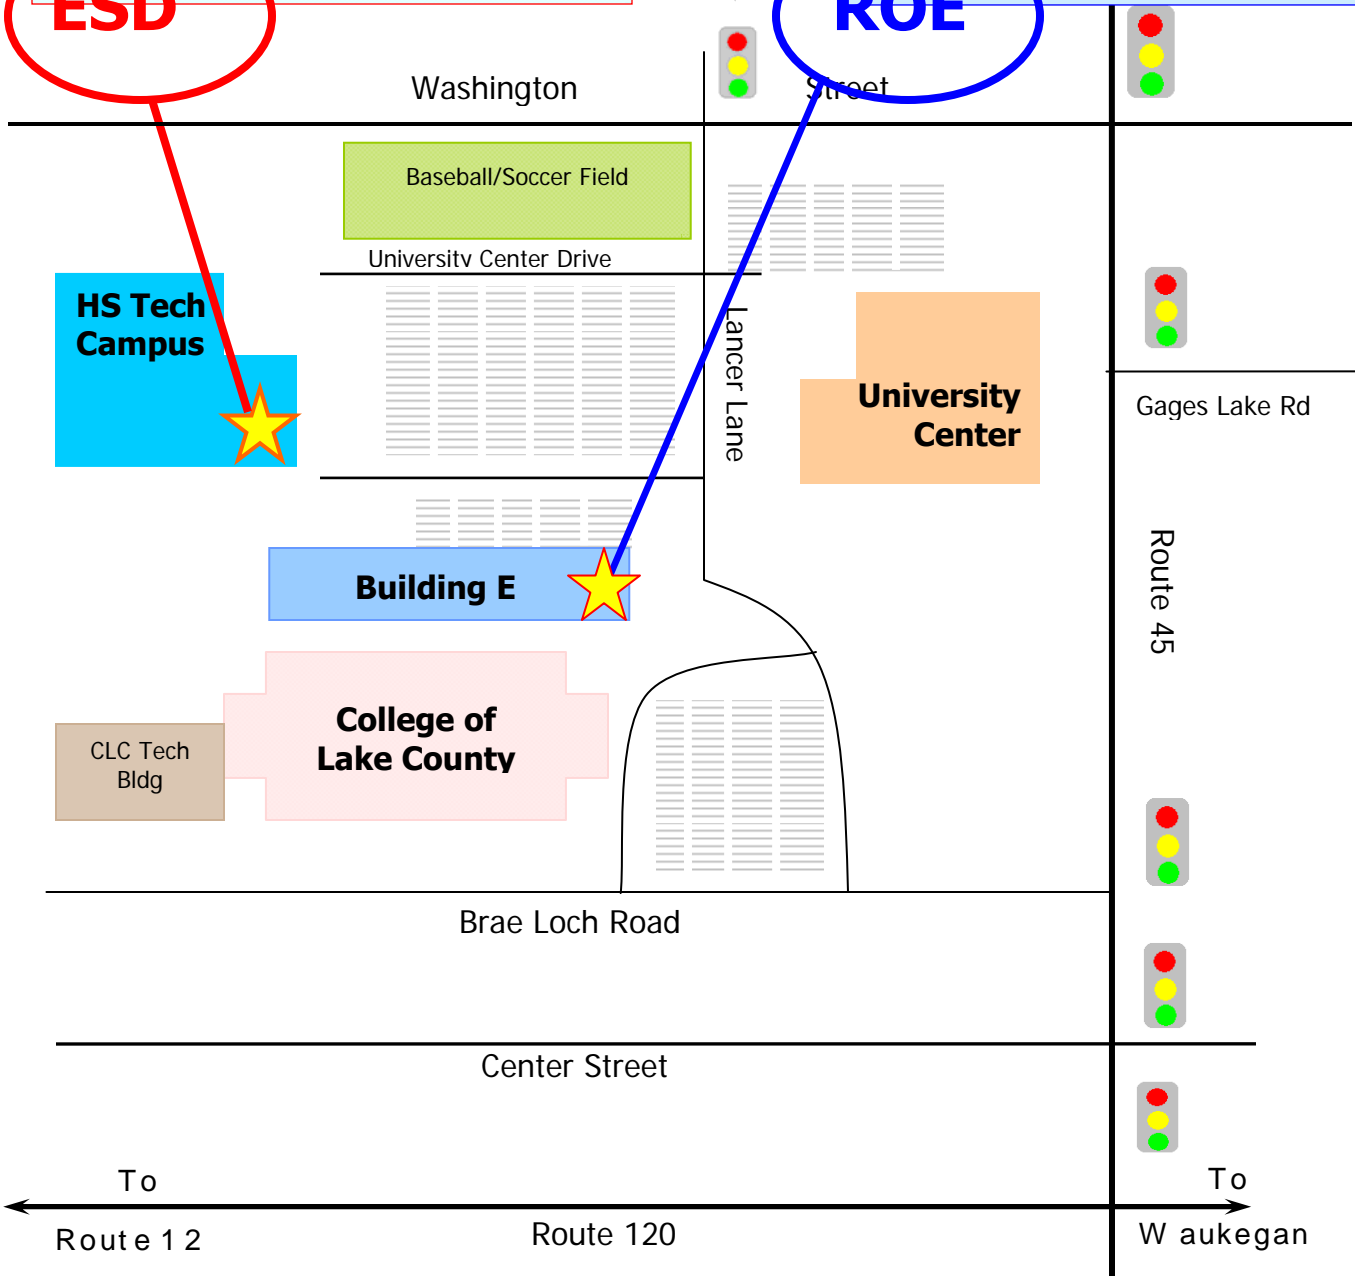 ESD
ROE
Washington Street
Baseball/Soccer Field
University Center Drive
HS Tech
Campus
Lancer Lane
University
Center
Gages Lake Rd
Route 45
Building E
College of
Lake County
CLC Tech
Bldg
Brae Loch Road
Center Street
To
Route 12
Route 120
To
Waukegan